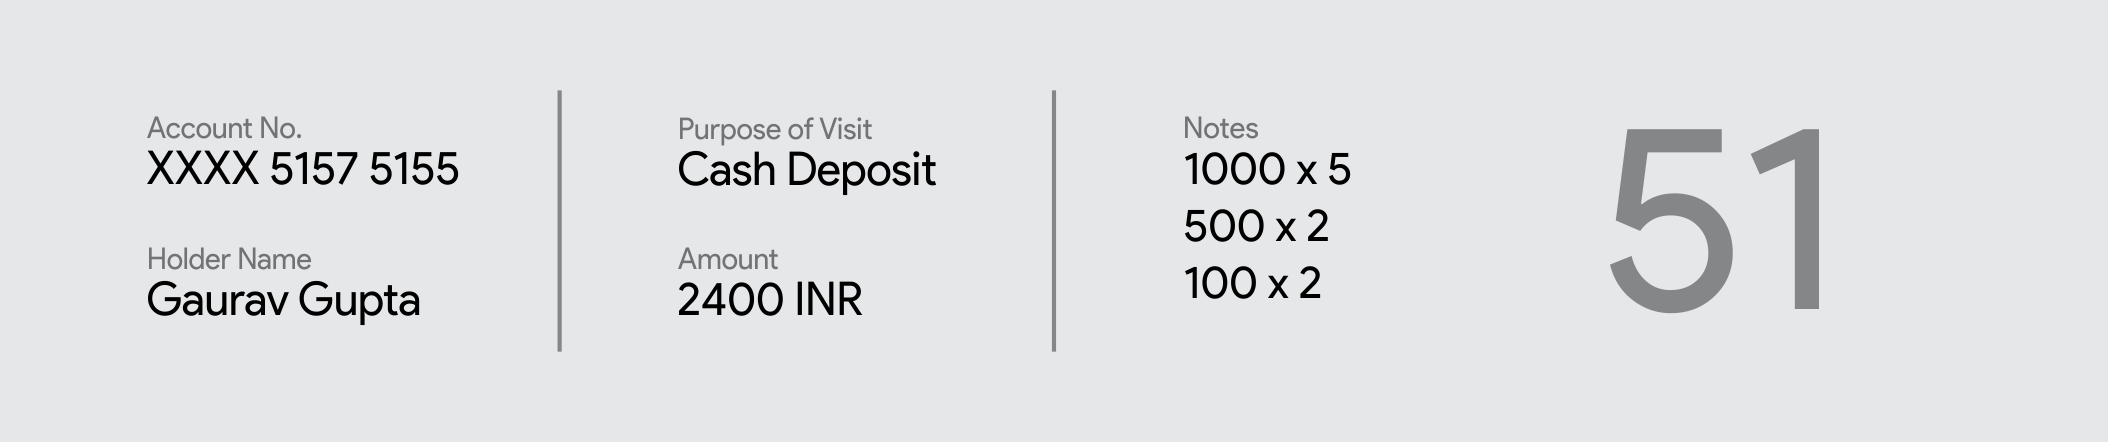 Account No.
XXXX 5157 5155
Holder Name
Gaurav Gupta
Purpose of Visit
Cash Deposit
Amount
2400 INR
Notes
1000 x 5
500 x 2
100 x 2
51